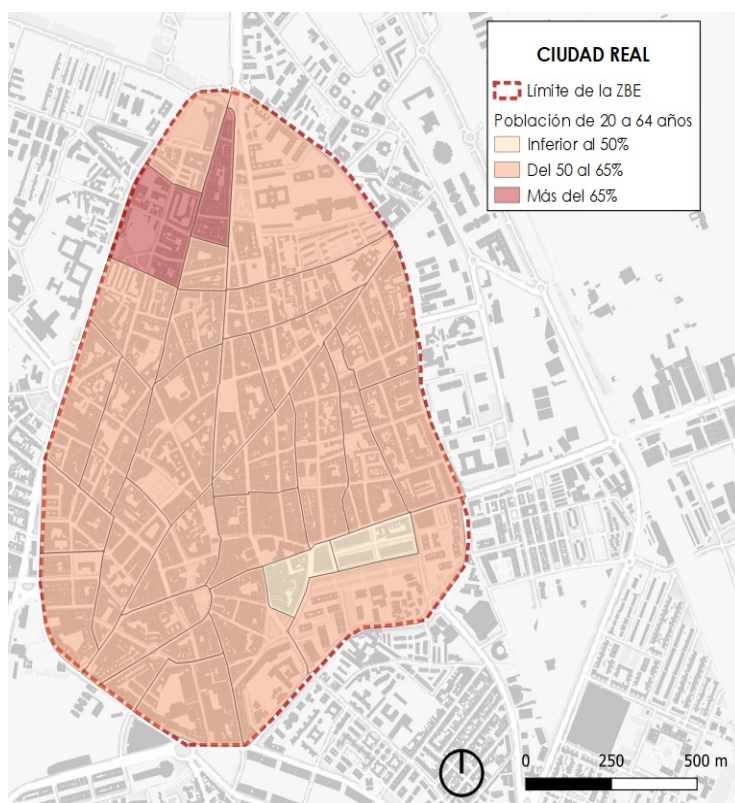 CIUDAD REAL
Límite de la ZBE
Población de 20 a 64 años
Inferior al 50%
Del 50 al 65%
Más del 65%
0 250 500 m